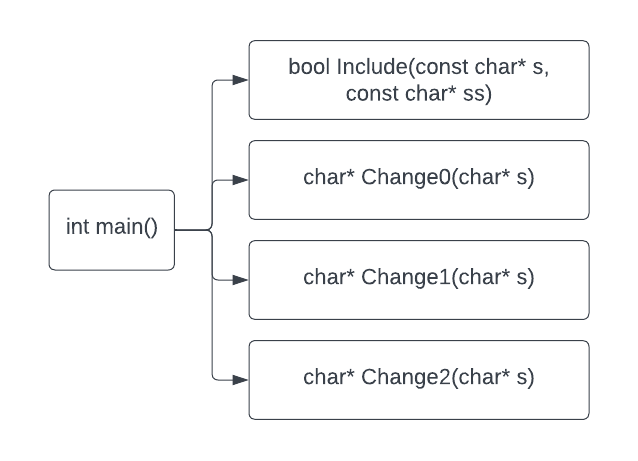 bool Include(const char* s,
const char* ss)
char* Change0(char* s)
int main()
char* Change1(char* s)
char* Change2(char* s)